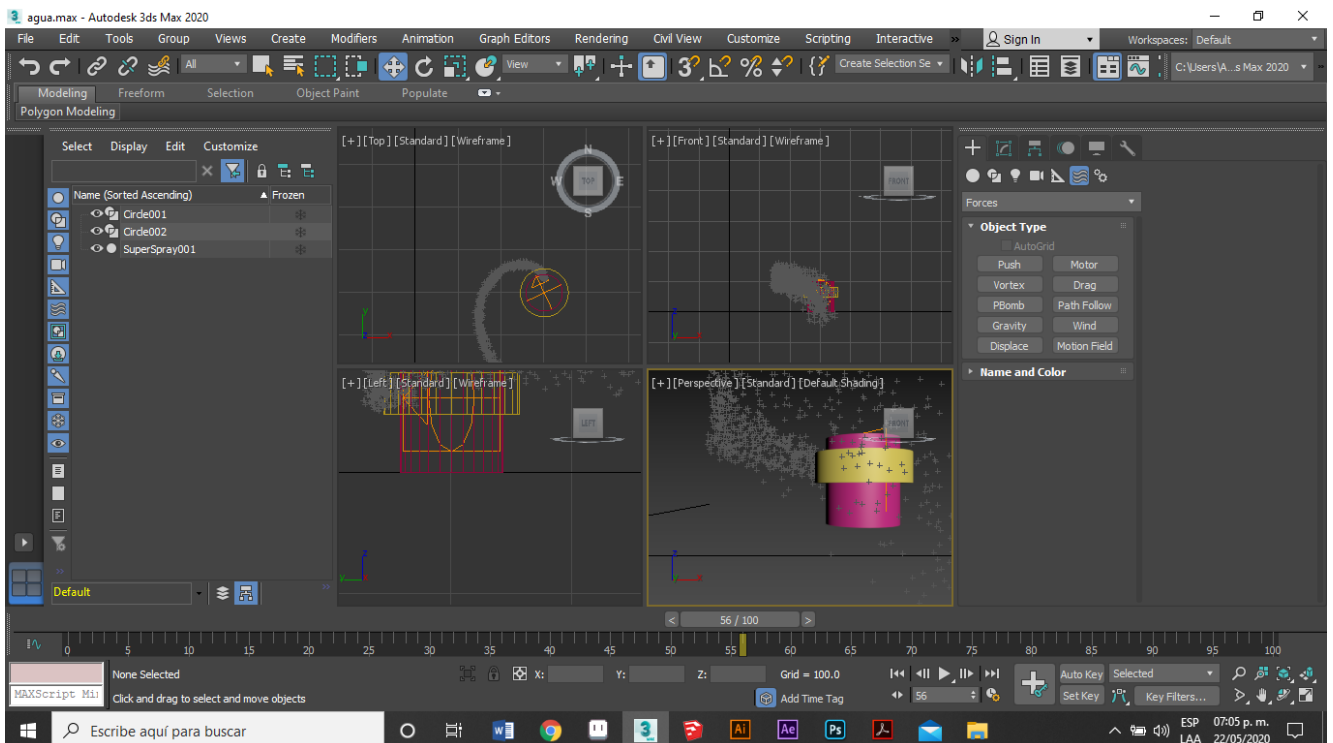 agua.max - Autodesk 3ds Max 2020
File Edit Tools Group Views Create Modifiers Animation Graph Editors Rendering Civil View Customize Scripting Interactive » Sign In Workspaces: Default
All View Create Selection Se C:\Users\A...s Max 2020
Modeling Freeform Selection Object Paint Populate
Polygon Modeling
Select Display Edit Customize
Name (Sorted Ascending) ▲ Frozen
Circle001
Circle002
SuperSpray001
Default
[+] [Top] [Standard] [Wireframe]
N
W TOP E
S
y
x
[+] [Front] [Standard] [Wireframe]
FRONT
z
x
[+] [Left] [Standard] [Wireframe]
LEFT
z
y
[+] [Perspective] [Standard] [Default Shading]
FRONT
z
x
Forces
Object Type
AutoGrid
Push Motor
Vortex Drag
PBomb Path Follow
Gravity Wind
Displace Motion Field
Name and Color
< 56 / 100 >
0 5 10 15 20 25 30 35 40 45 50 55 60 65 70 75 80 85 90 95 100
None Selected X: Y: Z: Grid = 100.0 Auto Key Selected
MAXScript Mi Click and drag to select and move objects Add Time Tag 56 Set Key Key Filters...
Escribe aquí para buscar
ESP 07:05 p. m.
LAA 22/05/2020